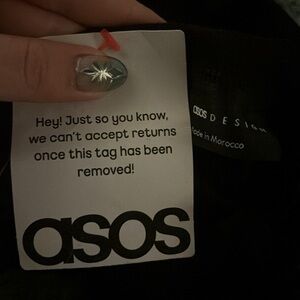 Hey! Just so you know,
we can't accept returns
once this tag has been
removed!
asos
asos DESIGN
Made in Morocco